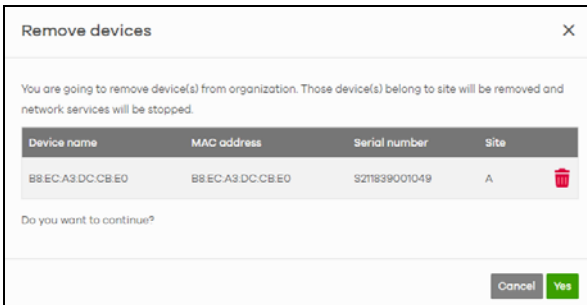 Remove devices
You are going to remove device(s) from organization. Those device(s) belong to site will be removed and
network services will be stopped.
Device name MAC address Serial number Site
B8:EC:A3:DC:CB:E0 B8:EC:A3:DC:CB:E0 S211839001049 A
Do you want to continue?
Cancel Yes